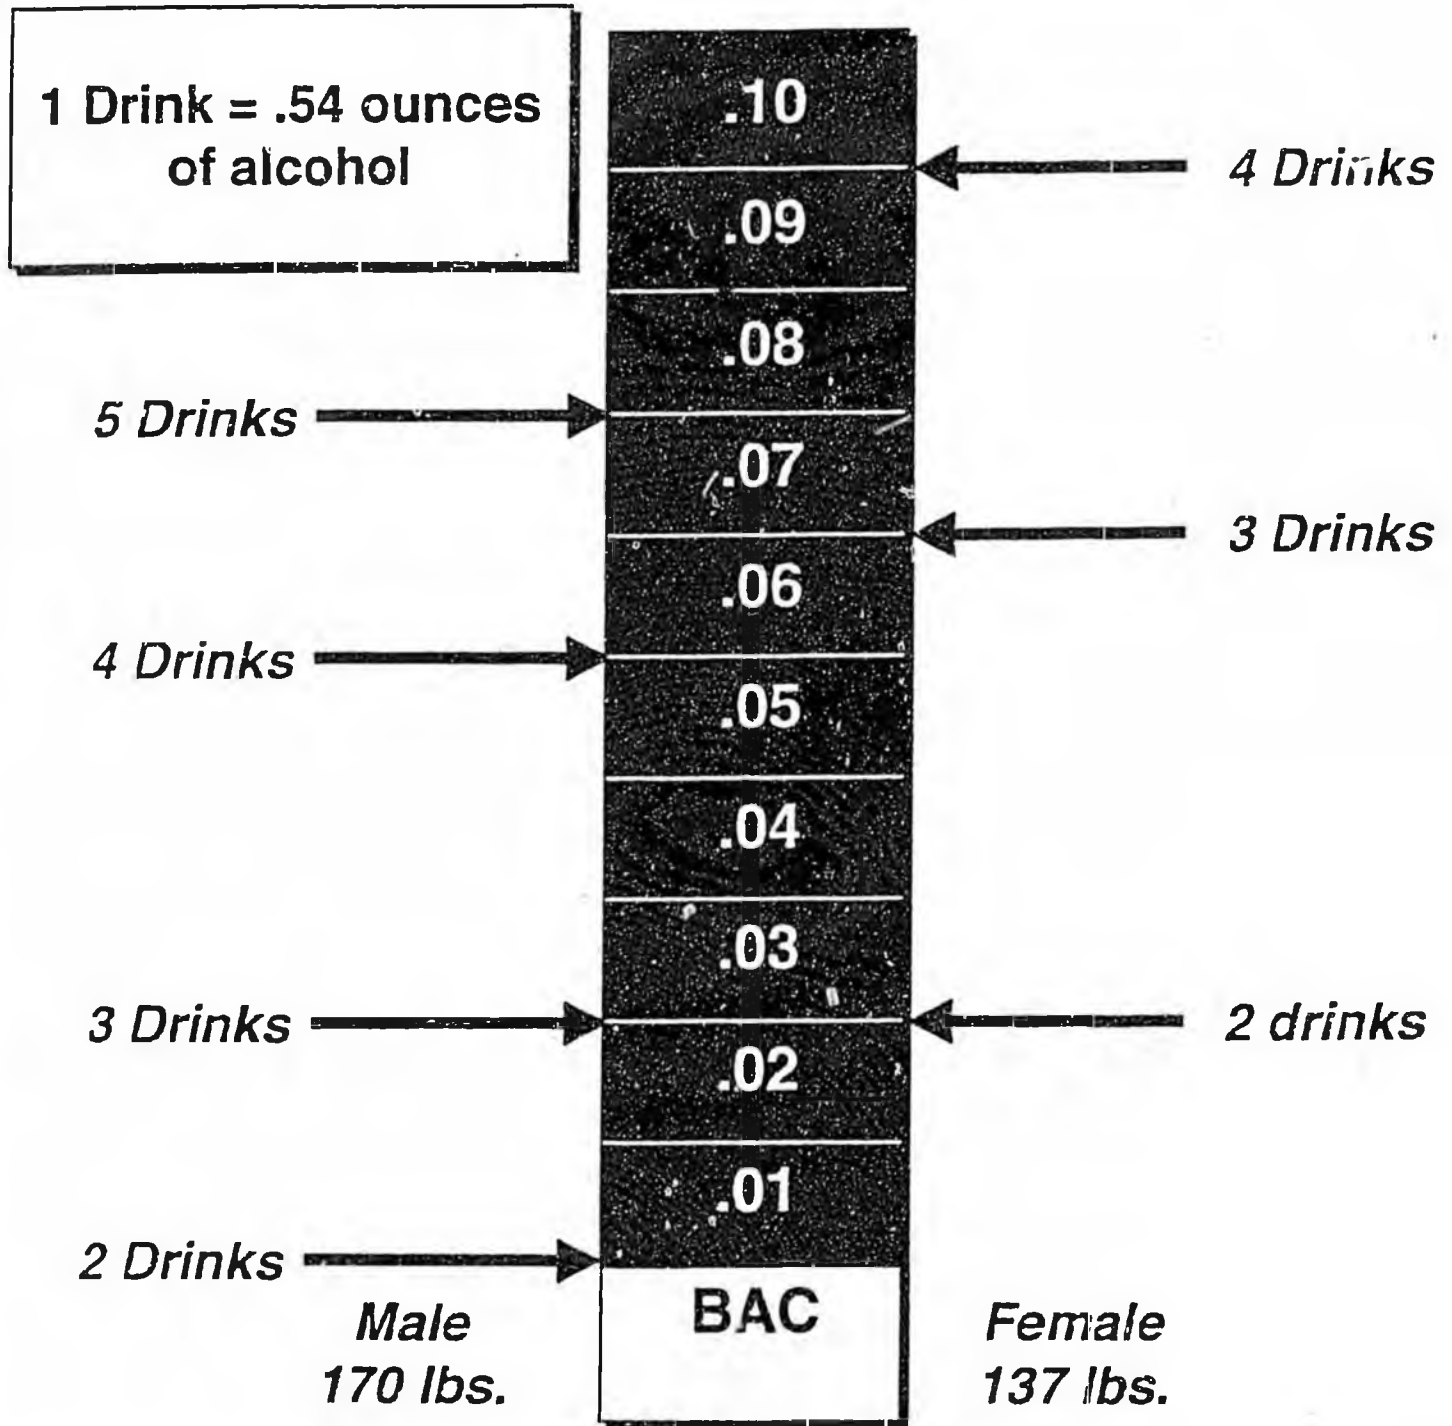 1 Drink = .54 ounces
of alcohol
.10
4 Drinks
.09
.08
5 Drinks
.07
3 Drinks
.06
4 Drinks
.05
.04
.03
3 Drinks
2 drinks
.02
.01
2 Drinks
BAC
Male
170 lbs.
Female
137 lbs.